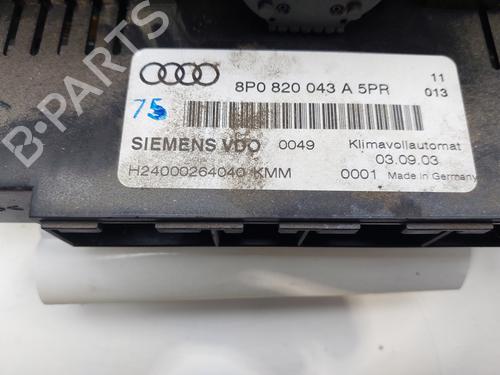 8P0 820 043 A 5PR
11
013
75
SIEMENS VDO 0049 Klimavollautomat
03.09.03
H24000264040 KMM 0001 Made in Germany
B-PARTS